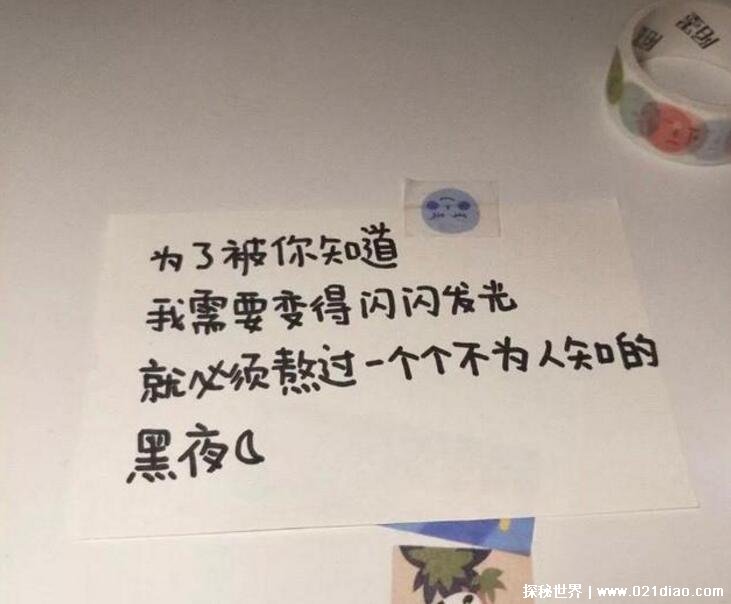 为了被你知道
我需要变得闪闪发光
就必须熬过一个个不为人知的
黑夜
探秘世界 | www.021diao.com